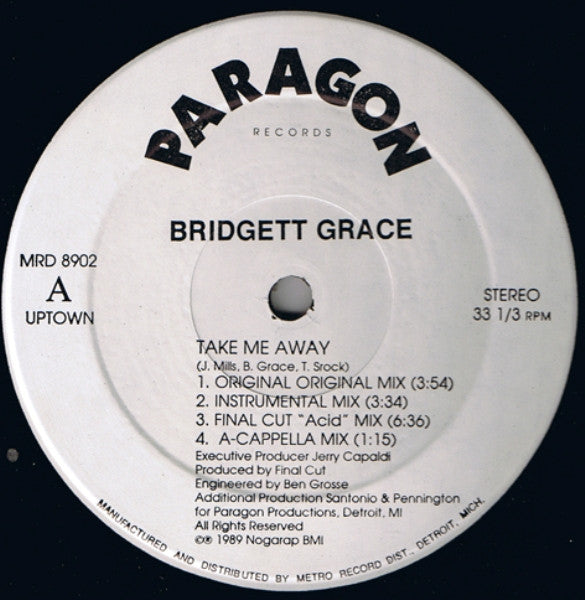 PARAGON
RECORDS
BRIDGETT GRACE
MRD 8902
A
UPTOWN
STEREO
33 1/3 RPM
TAKE ME AWAY
(J. Mills, B. Grace, T. Srock)
1. ORIGINAL ORIGINAL MIX (3:54)
2. INSTRUMENTAL MIX (3:34)
3. FINAL CUT "Acid" MIX (6:36)
4. A-CAPPELLA MIX (1:15)
Executive Producer Jerry Capaldi
Produced by Final Cut
Engineered by Ben Grosse
Additional Production Santonio & Pennington
for Paragon Productions, Detroit, MI
All Rights Reserved
©℗ 1989 Nogarap BMI
MANUFACTURED AND DISTRIBUTED BY METRO RECORD DIST., DETROIT, MICH.